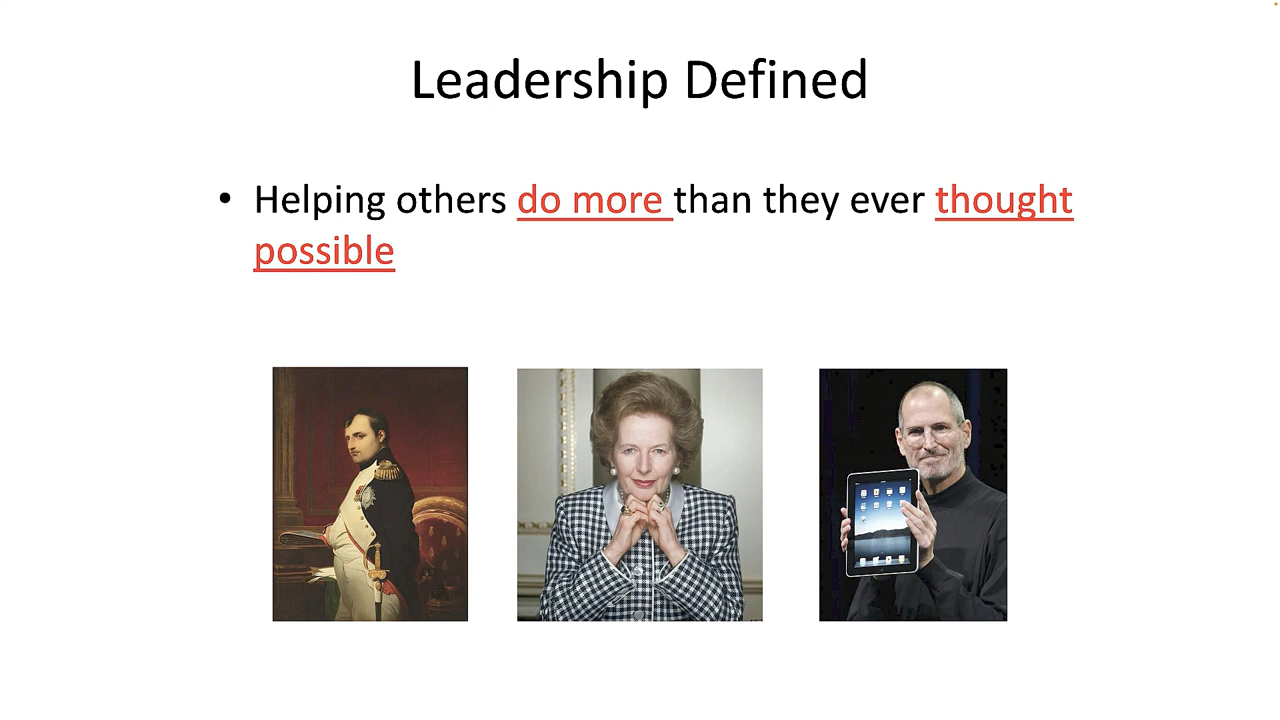 Leadership Defined
• Helping others do more than they ever thought
possible